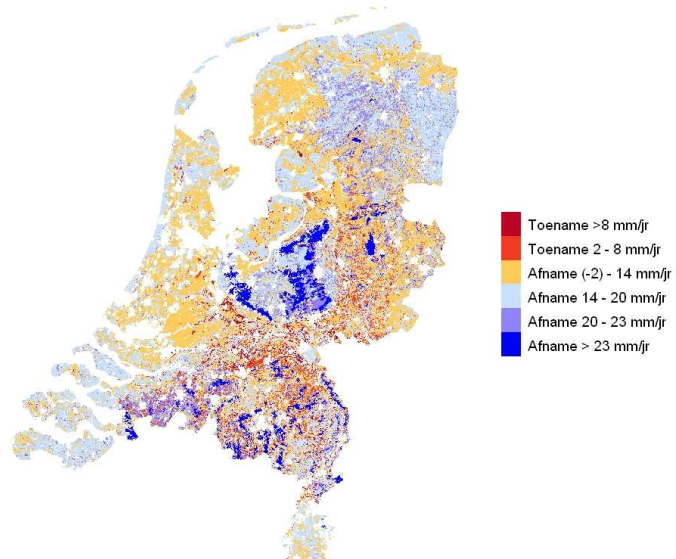 Toename >8 mm/jr
Toename 2 - 8 mm/jr
Afname (-2) - 14 mm/jr
Afname 14 - 20 mm/jr
Afname 20 - 23 mm/jr
Afname > 23 mm/jr